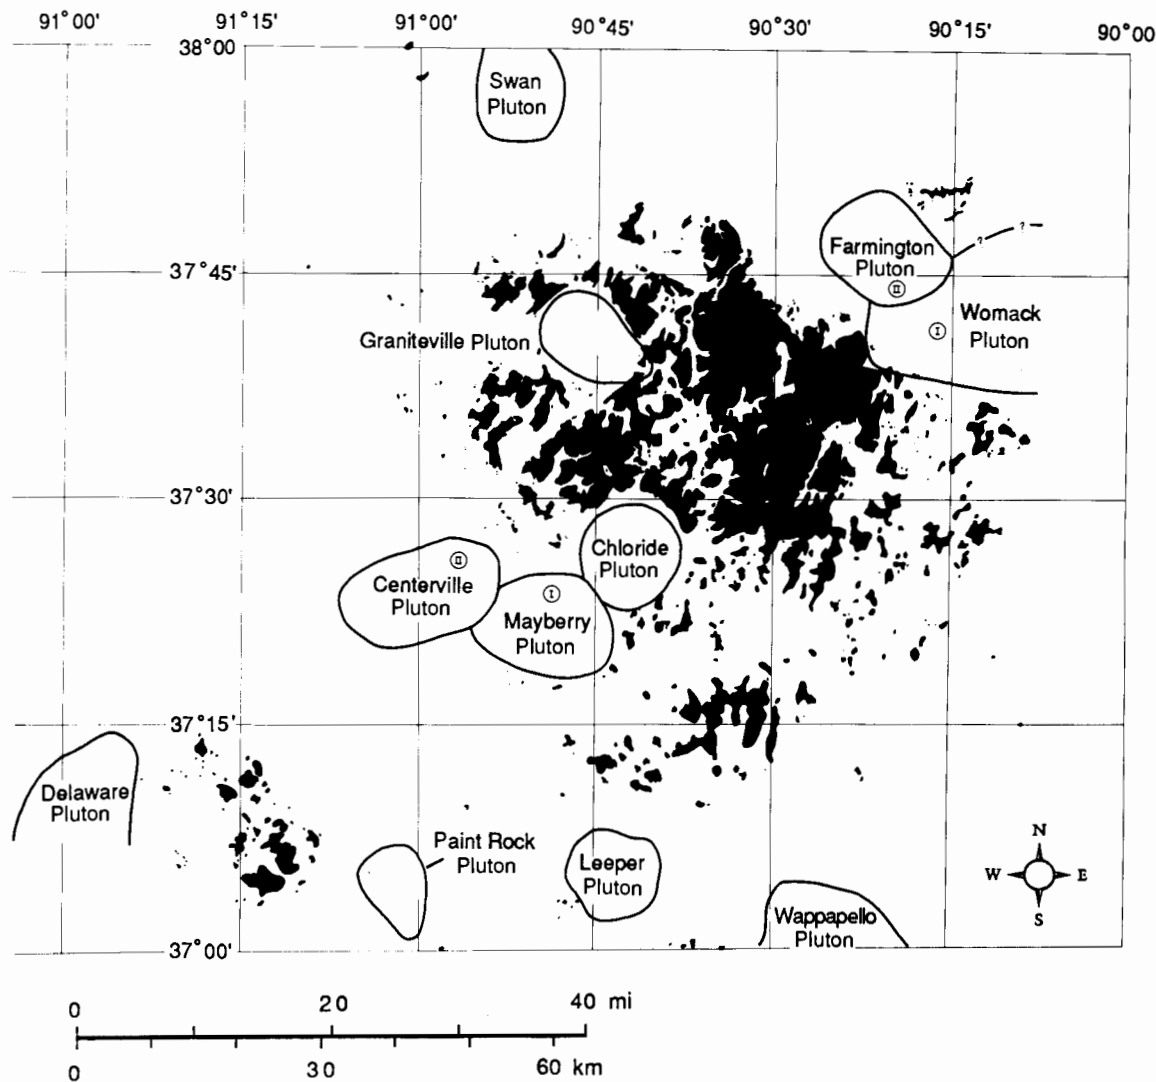 91°00' 91°15' 91°00' 90°45' 90°30' 90°15' 90°00
38°00
Swan
Pluton
Farmington
Pluton
II
37°45'
Womack
Pluton
I
? ?
Graniteville Pluton
37°30'
Chloride
Pluton
II
Centerville
Pluton
I
Mayberry
Pluton
37°15'
Delaware
Pluton
Paint Rock
Pluton
Leeper
Pluton
Wappapello
Pluton
N
W E
S
37°00'
0 20 40 mi
0 30 60 km